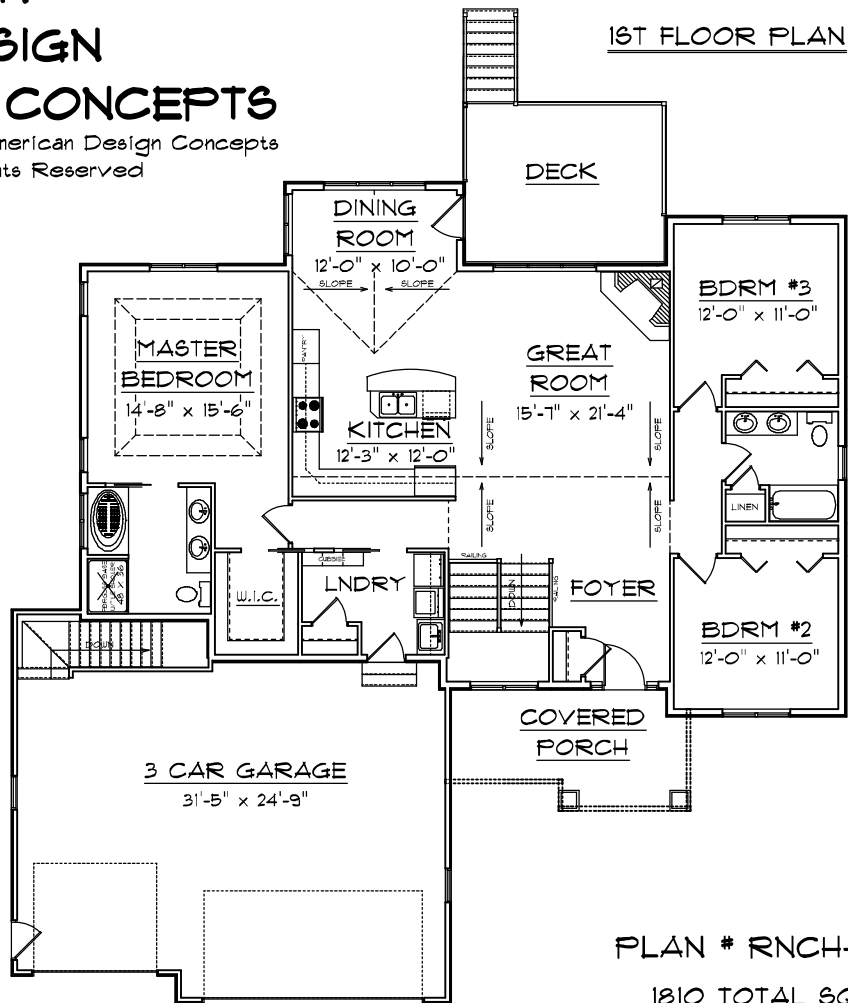 SIGN
CONCEPTS
merican Design Concepts
ts Reserved
1ST FLOOR PLAN
DECK
DINING
ROOM
12'-0" x 10'-0"
SLOPE
SLOPE
BDRM #3
12'-0" x 11'-0"
MASTER
BEDROOM
14'-8" x 15'-6"
PANTRY
GREAT
ROOM
15'-7" x 21'-4"
KITCHEN
12'-3" x 12'-0"
SLOPE
SLOPE
SLOPE
SLOPE
LINEN
RAILING
CUBBIES
48 x 36
W.I.C.
LNDRY
DOWN
RAILING
FOYER
BDRM #2
12'-0" x 11'-0"
DOWN
COVERED
PORCH
3 CAR GARAGE
31'-5" x 24'-9"
PLAN # RNCH-
1810 TOTAL SQ